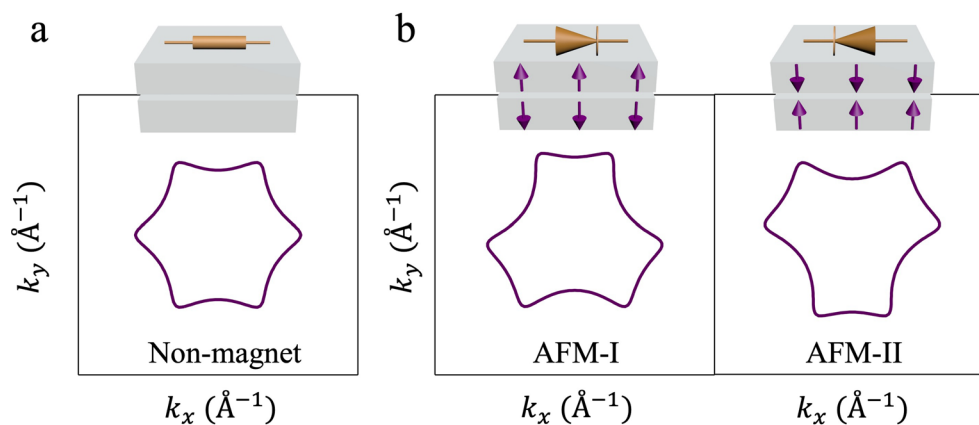 a
b
k_y (Å⁻¹)
Non-magnet
k_x (Å⁻¹)
k_y (Å⁻¹)
AFM-I
k_x (Å⁻¹)
AFM-II
k_x (Å⁻¹)